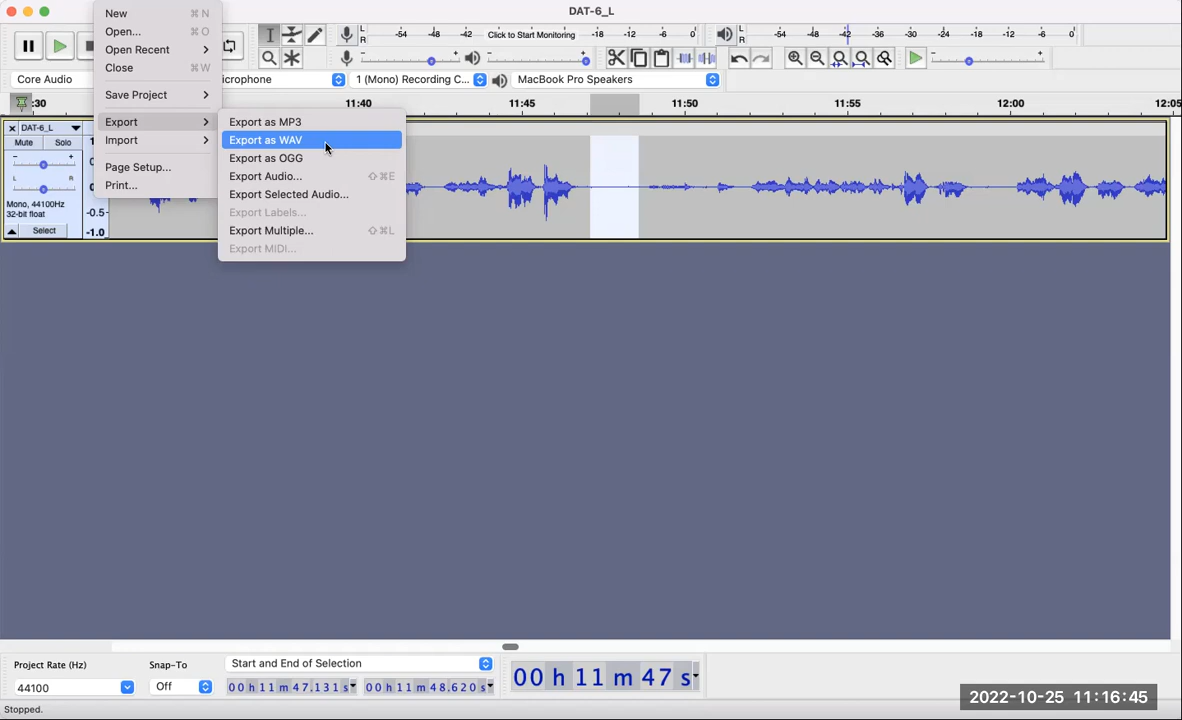 DAT-6_L
New ⌘ N
Open... ⌘ O
Open Recent
Close ⌘ W
Save Project
Export
Import
Page Setup...
Print...
Export as MP3
Export as WAV
Export as OGG
Export Audio... ⇧⌘E
Export Selected Audio...
Export Labels...
Export Multiple... ⇧⌘L
Export MIDI...
L
R
-54 -48 -42 Click to Start Monitoring -18 -12 -6 0
L
R
-54 -48 -42 -36 -30 -24 -18 -12 -6 0
- + - +
- +
Core Audio icrophone 1 (Mono) Recording C... MacBook Pro Speakers
:30 11:40 11:45 11:50 11:55 12:00 12:05
DAT-6_L
Mute Solo
- +
L R
Mono, 44100Hz
32-bit float
Select
-0.5
-1.0
Project Rate (Hz) Snap-To Start and End of Selection
44100 Off 00 h 11 m 47.131 s 00 h 11 m 48.620 s
00 h 11 m 47 s
2022-10-25 11:16:45
Stopped.